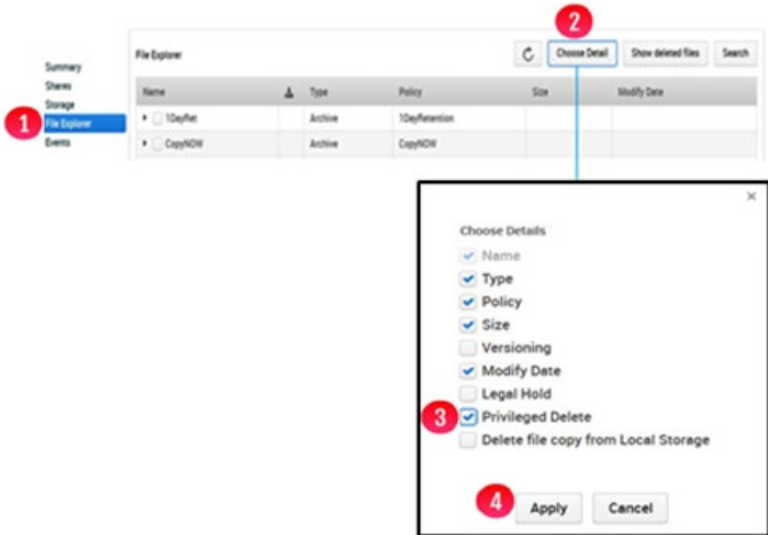 2
File Explorer
Choose Detail
Show deleted files
Search
Summary
Shares
Storage
1
File Explorer
Events
Name
Type
Policy
Size
Modify Date
1DayRet
Archive
1DayRetention
CopyNOW
Archive
CopyNOW
Choose Details
Name
Type
Policy
Size
Versioning
Modify Date
Legal Hold
3
Privileged Delete
Delete file copy from Local Storage
4
Apply
Cancel